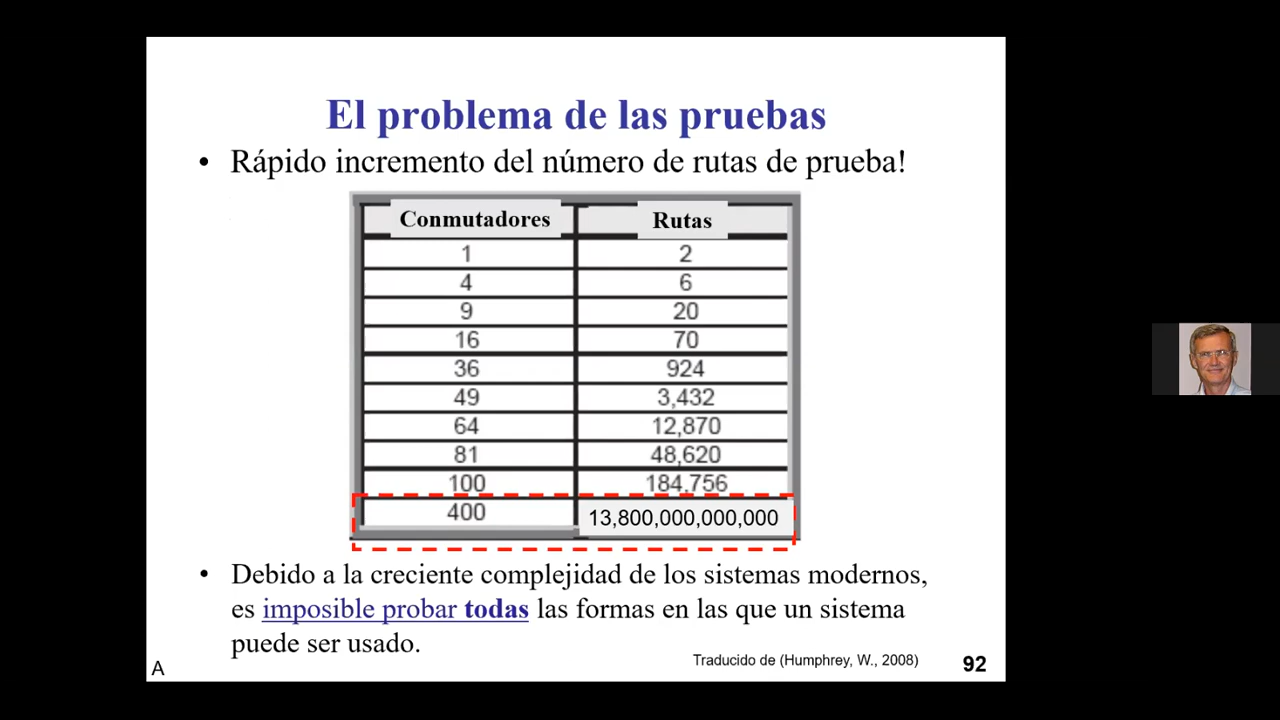 El problema de las pruebas
• Rápido incremento del número de rutas de prueba!
Conmutadores Rutas
1 2
4 6
9 20
16 70
36 924
49 3,432
64 12,870
81 48,620
100 184,756
400 13,800,000,000,000
• Debido a la creciente complejidad de los sistemas modernos,
es imposible probar todas las formas en las que un sistema
puede ser usado.
Traducido de (Humphrey, W., 2008)
92
A